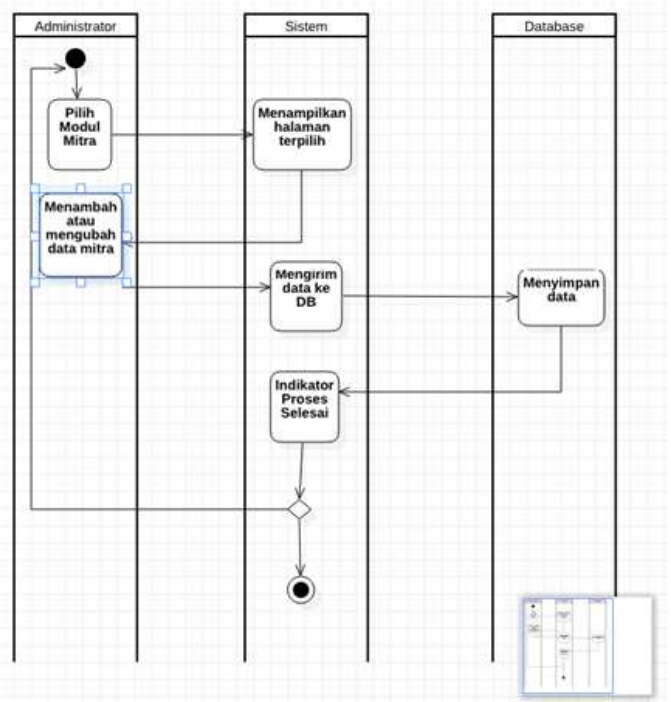 Administrator
Sistem
Database
Pilih
Modul
Mitra
Menampilkan
halaman
terpilih
Menambah
atau
mengubah
data mitra
Mengirim
data ke
DB
Menyimpan
data
Indikator
Proses
Selesai